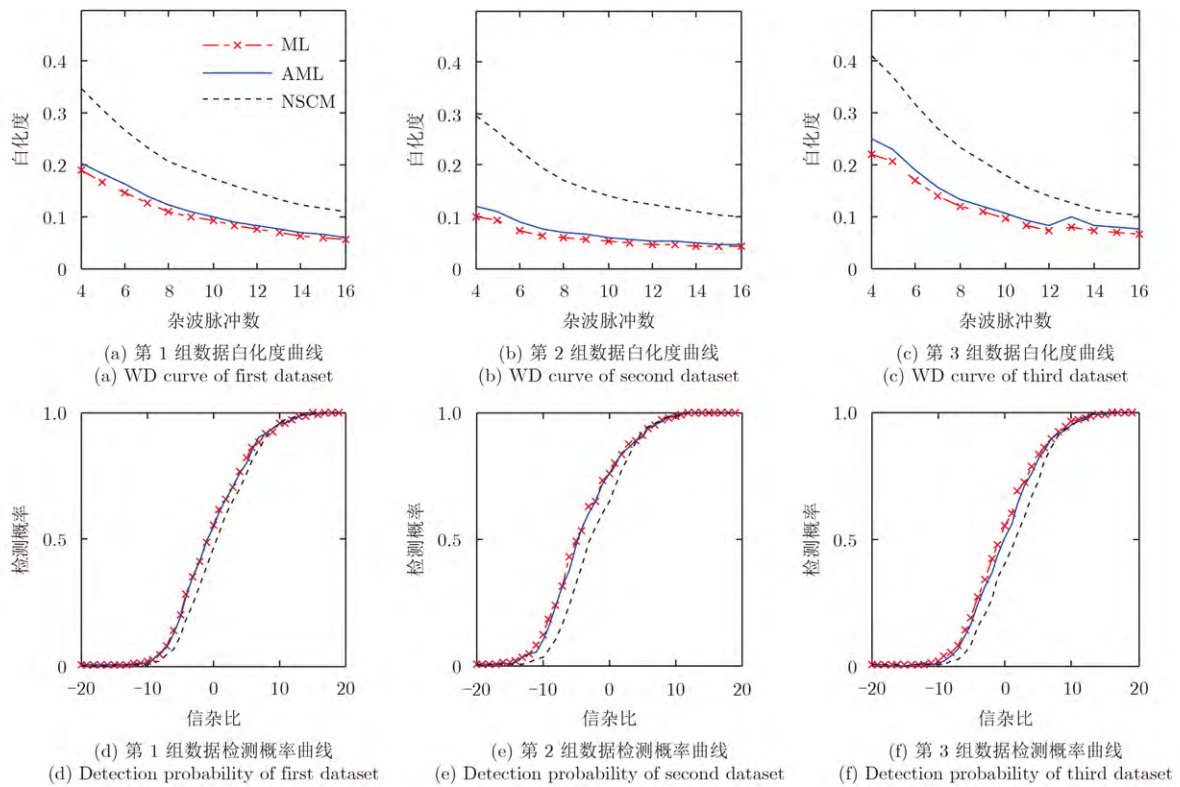 ML
AML
NSCM
白化度
0.4
0.3
0.2
0.1
0
4 6 8 10 12 14 16
杂波脉冲数
(a) 第 1 组数据白化度曲线
(a) WD curve of first dataset
白化度
0.4
0.3
0.2
0.1
0
4 6 8 10 12 14 16
杂波脉冲数
(b) 第 2 组数据白化度曲线
(b) WD curve of second dataset
白化度
0.4
0.3
0.2
0.1
0
4 6 8 10 12 14 16
杂波脉冲数
(c) 第 3 组数据白化度曲线
(c) WD curve of third dataset
检测概率
1.0
0.5
0
−20 −10 0 10 20
信杂比
(d) 第 1 组数据检测概率曲线
(d) Detection probability of first dataset
检测概率
1.0
0.5
0
−20 −10 0 10 20
信杂比
(e) 第 2 组数据检测概率曲线
(e) Detection probability of second dataset
检测概率
1.0
0.5
0
−20 −10 0 10 20
信杂比
(f) 第 3 组数据检测概率曲线
(f) Detection probability of third dataset